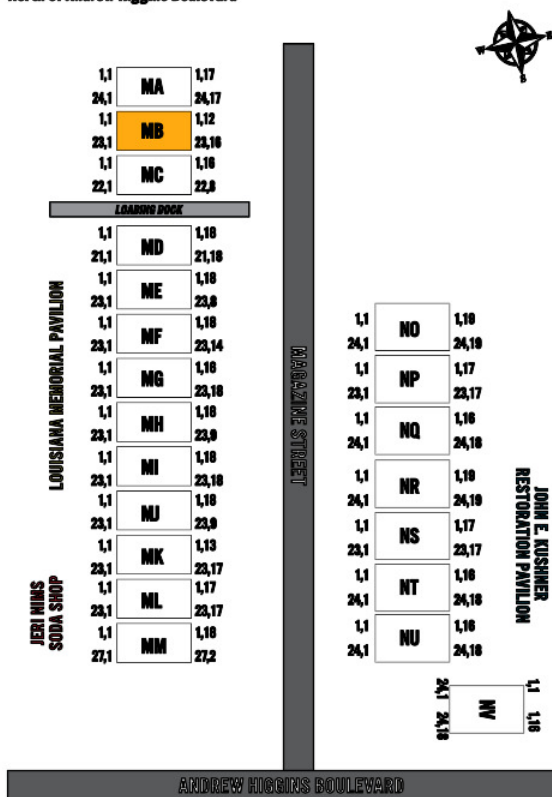 1,1 MA 1,17
24,1 24,17
1,1 MB 1,12
23,1 23,16
1,1 MC 1,16
22,1 22,8
LOADING DOCK
1,1 MD 1,18
21,1 21,18
1,1 ME 1,18
23,1 23,8
1,1 MF 1,18
23,1 23,14
1,1 MG 1,18
23,1 23,18
1,1 MH 1,18
23,1 23,9
1,1 MI 1,18
23,1 23,18
1,1 MJ 1,18
23,1 23,9
1,1 MK 1,13
23,1 23,17
1,1 ML 1,17
23,1 23,17
1,1 MM 1,18
27,1 27,2
LOUISIANA MEMORIAL PAVILION
JERI NIMS
SODA SHOP
MAGAZINE STREET
N
E
S
W
1,1 NO 1,19
24,1 24,19
1,1 NP 1,17
23,1 23,17
1,1 NQ 1,16
24,1 24,18
1,1 NR 1,19
24,1 24,19
1,1 NS 1,17
23,1 23,17
1,1 NT 1,16
24,1 24,18
1,1 NU 1,16
24,1 24,18
JOHN E. KUSHNER
RESTORATION PAVILION
1,1 NV 1,16
24,1 24,18
ANDREW HIGGINS BOULEVARD